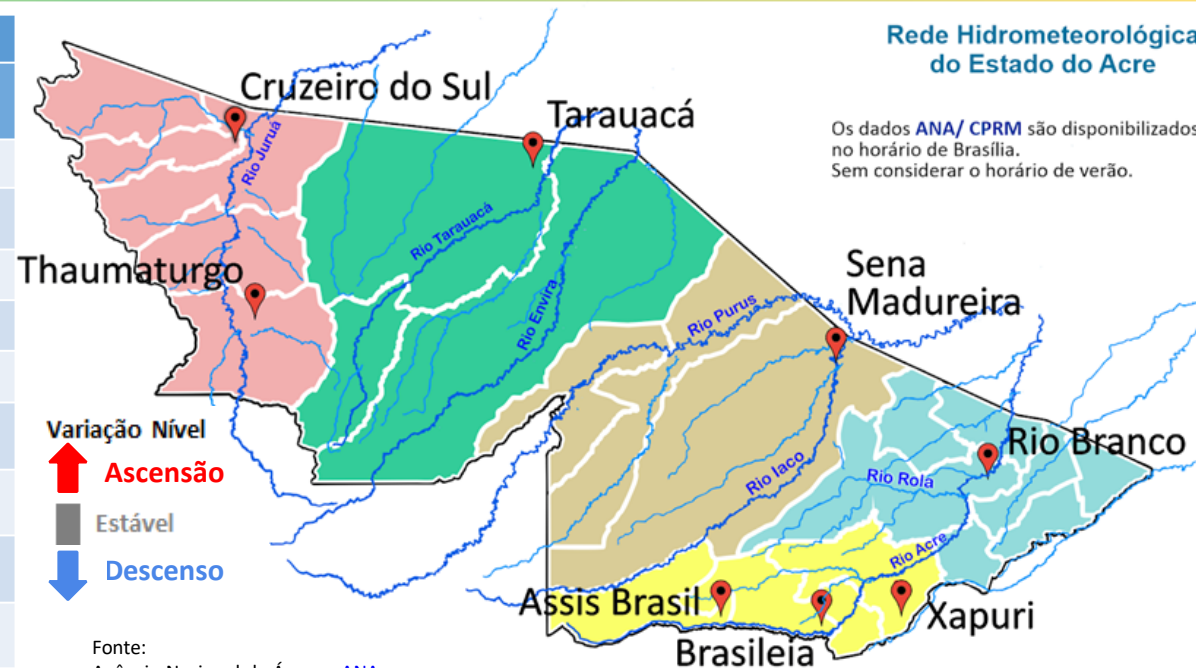 Rede Hidrometeorológica
do Estado do Acre
Os dados ANA/ CPRM são disponibilizados
no horário de Brasília.
Sem considerar o horário de verão.
Cruzeiro do Sul
Tarauacá
Rio Juruá
Rio Tarauacá
Thaumaturgo
Rio Envira
Sena
Madureira
Rio Purus
Variação Nível
Ascensão
Estável
Descenso
Rio Branco
Rio Iaco
Rio Rola
Rio Acre
Assis Brasil
Xapuri
Brasileía
Fonte: